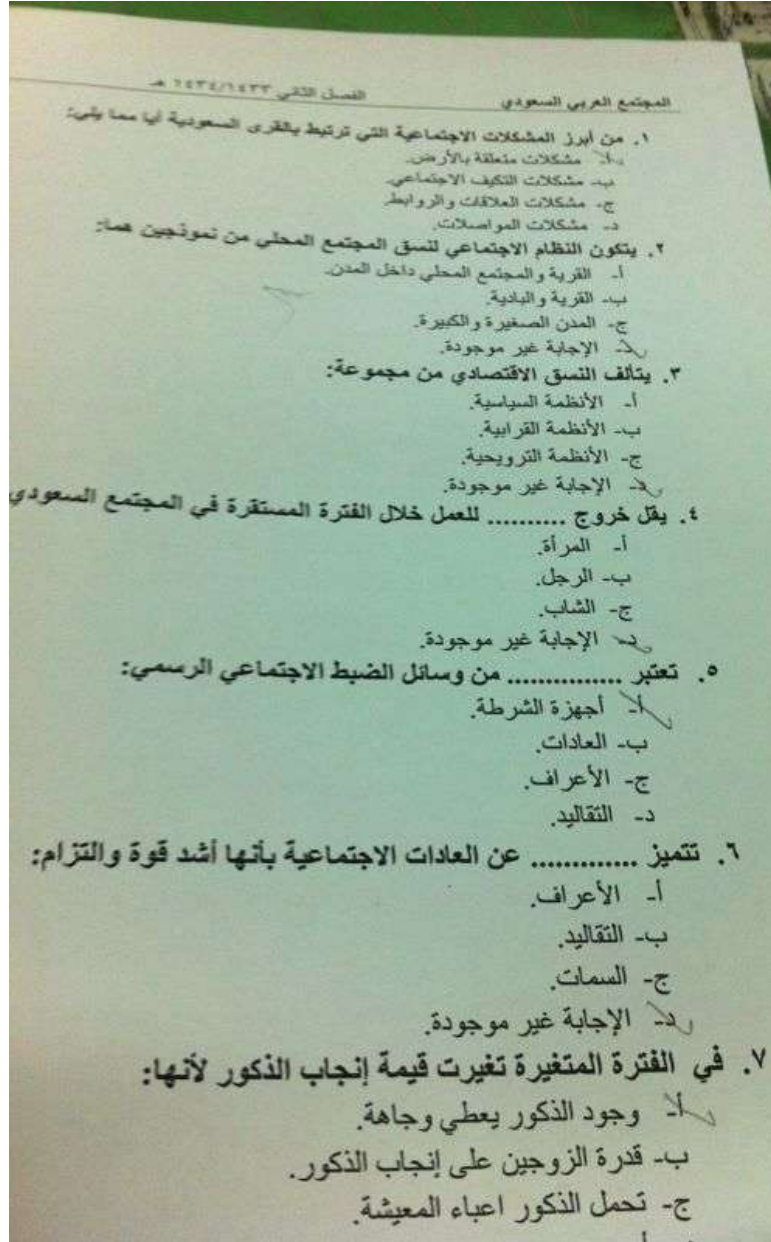 المجتمع العربي السعودي الفصل الثاني ١٤٣٤/١٤٣٣ هـ
١. من أبرز المشكلات الاجتماعية التي ترتبط بالقرى السعودية أيا مما يلي:
أ- مشكلات متعلقة بالأرض.
ب- مشكلات التكيف الاجتماعي.
ج- مشكلات العلاقات والروابط.
د- مشكلات المواصلات.
٢. يتكون النظام الاجتماعي لنسق المجتمع المحلي من نموذجين هما:
أ- القرية والمجتمع المحلي داخل المدن.
ب- القرية والبادية.
ج- المدن الصغيرة والكبيرة.
د- الإجابة غير موجودة.
٣. يتألف النسق الاقتصادي من مجموعة:
أ- الأنظمة السياسية.
ب- الأنظمة القرابية.
ج- الأنظمة الترويحية.
د- الإجابة غير موجودة.
٤. يقل خروج .......... للعمل خلال الفترة المستقرة في المجتمع السعودي
أ- المرأة.
ب- الرجل.
ج- الشاب.
د- الإجابة غير موجودة.
٥. تعتبر ............... من وسائل الضبط الاجتماعي الرسمي:
أ- أجهزة الشرطة.
ب- العادات.
ج- الأعراف.
د- التقاليد.
٦. تتميز ............. عن العادات الاجتماعية بأنها أشد قوة والتزام:
أ- الأعراف.
ب- التقاليد.
ج- السمات.
د- الإجابة غير موجودة.
٧. في الفترة المتغيرة تغيرت قيمة إنجاب الذكور لأنها:
أ- وجود الذكور يعطي وجاهة.
ب- قدرة الزوجين على إنجاب الذكور.
ج- تحمل الذكور اعباء المعيشة.